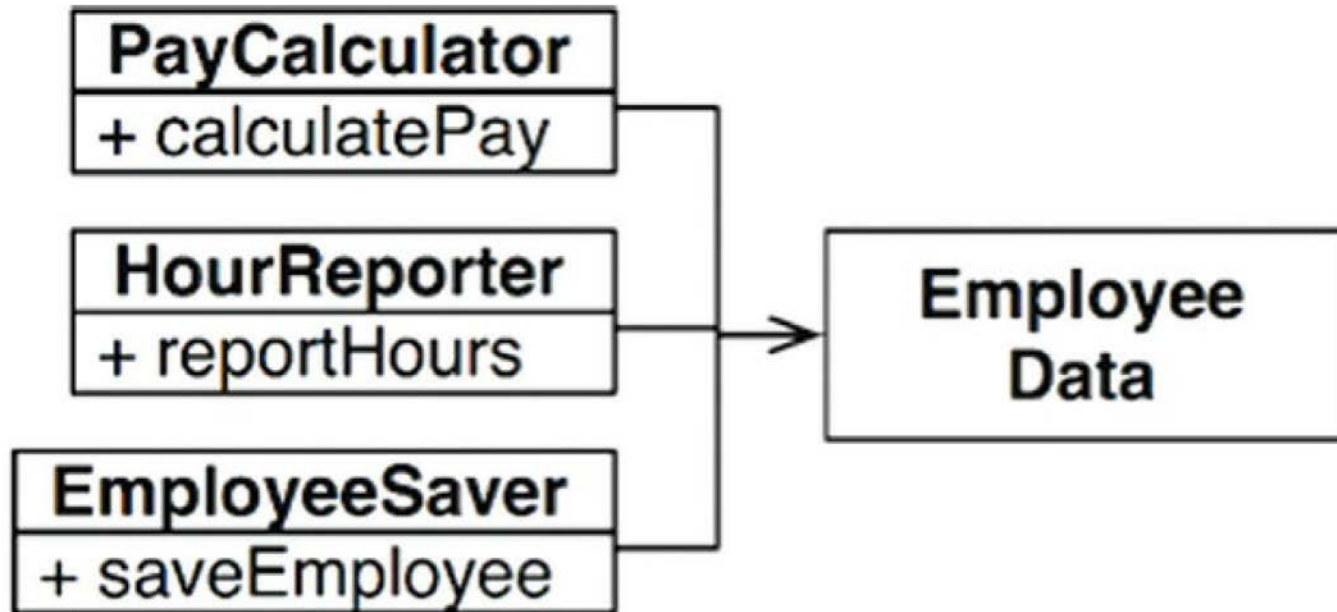 PayCalculator
+ calculatePay
HourReporter
+ reportHours
EmployeeSaver
+ saveEmployee
Employee
Data